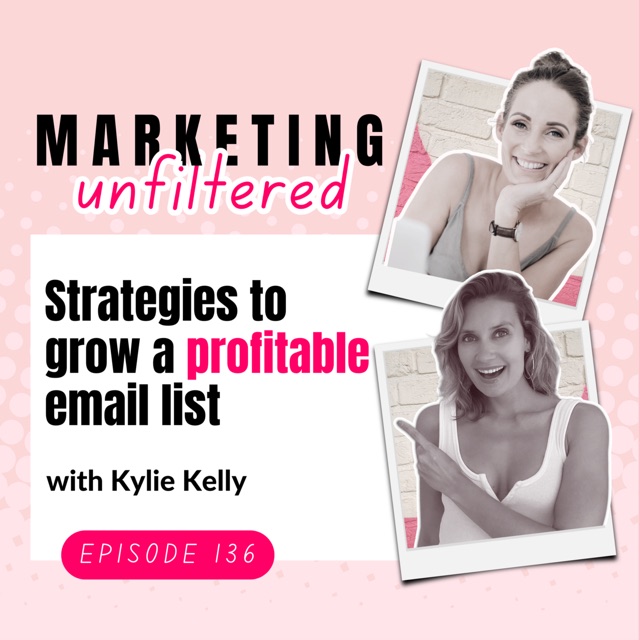 MARKETING
unfiltered
Strategies to
grow a profitable
email list
with Kylie Kelly
EPISODE 136